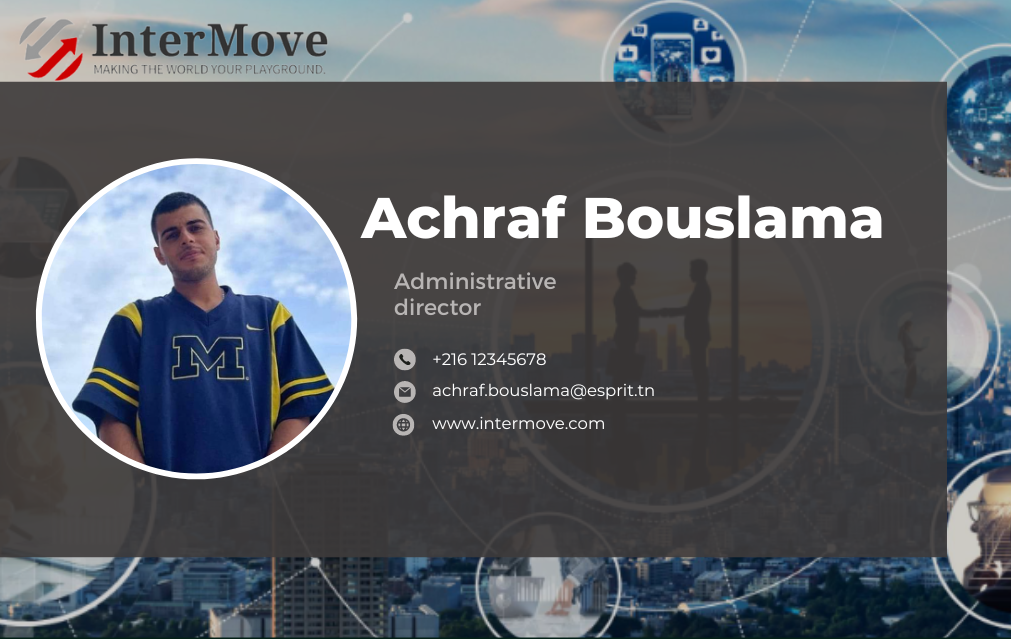 InterMove
MAKING THE WORLD YOUR PLAYGROUND.
Achraf Bouslama
Administrative
director
M
+216 12345678
achraf.bouslama@esprit.tn
www.intermove.com